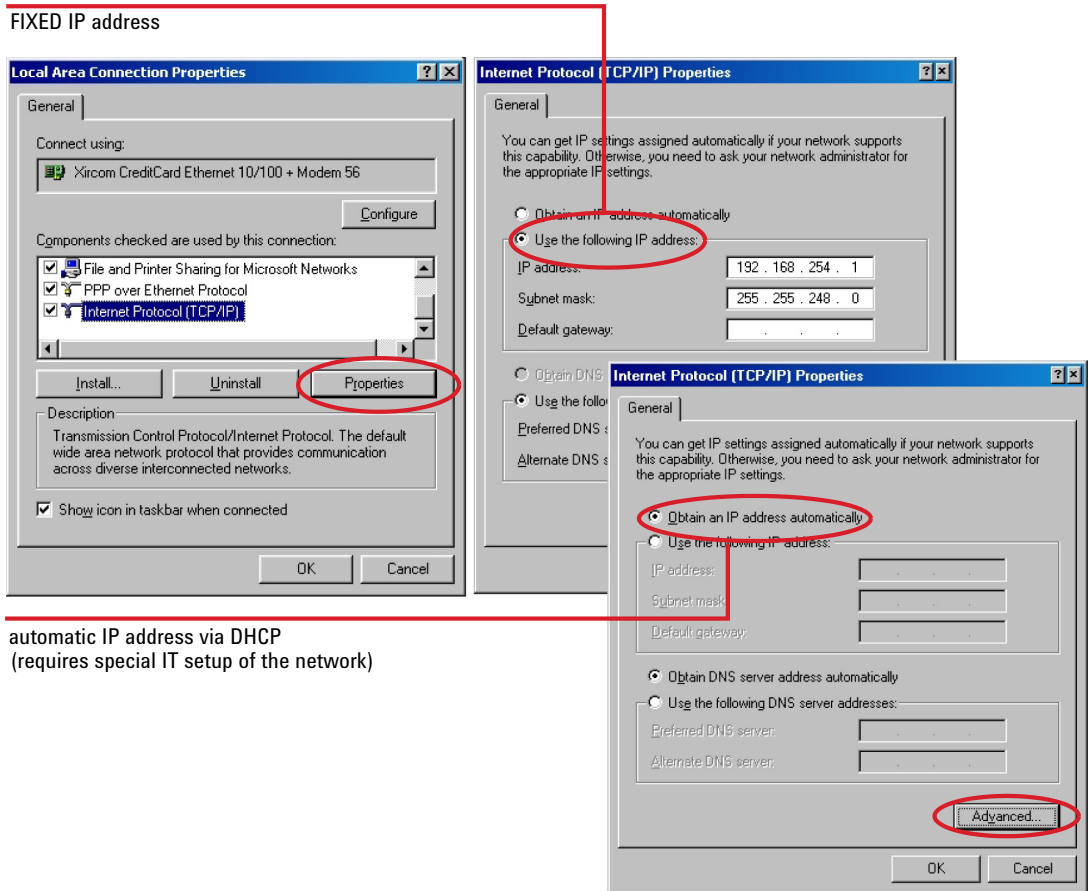 FIXED IP address
Local Area Connection Properties
General
Connect using:
Xircom CreditCard Ethernet 10/100 + Modem 56
Configure
Components checked are used by this connection:
File and Printer Sharing for Microsoft Networks
PPP over Ethernet Protocol
Internet Protocol (TCP/IP)
Install...
Uninstall
Properties
Description
Transmission Control Protocol/Internet Protocol. The default
wide area network protocol that provides communication
across diverse interconnected networks.
Show icon in taskbar when connected
OK
Cancel
Internet Protocol (TCP/IP) Properties
General
You can get IP settings assigned automatically if your network supports
this capability. Otherwise, you need to ask your network administrator for
the appropriate IP settings.
Obtain an IP address automatically
Use the following IP address:
IP address:
192 . 168 . 254 . 1
Subnet mask:
255 . 255 . 248 . 0
Default gateway:
Obtain DNS
Use the follo
Preferred DNS s
Alternate DNS s
Internet Protocol (TCP/IP) Properties
General
You can get IP settings assigned automatically if your network supports
this capability. Otherwise, you need to ask your network administrator for
the appropriate IP settings.
Obtain an IP address automatically
Use the following IP address:
IP address:
Subnet mask:
Default gateway:
Obtain DNS server address automatically
Use the following DNS server addresses:
Preferred DNS server:
Alternate DNS server:
Advanced...
OK
Cancel
automatic IP address via DHCP
(requires special IT setup of the network)